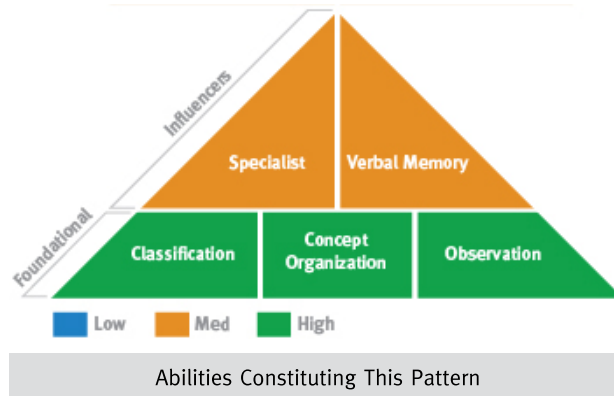 Influencers
Specialist
Verbal Memory
Foundational
Classification
Concept
Organization
Observation
Low
Med
High
Abilities Constituting This Pattern